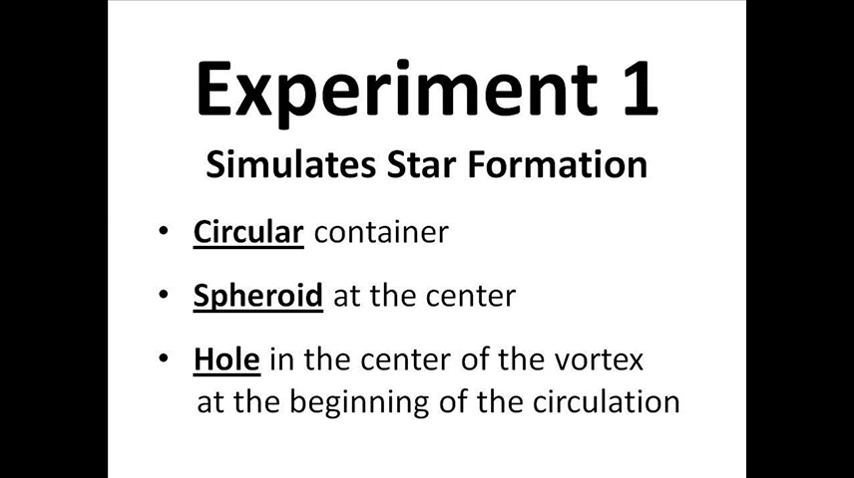 Experiment 1
Simulates Star Formation
• Circular container
• Spheroid at the center
• Hole in the center of the vortex
at the beginning of the circulation